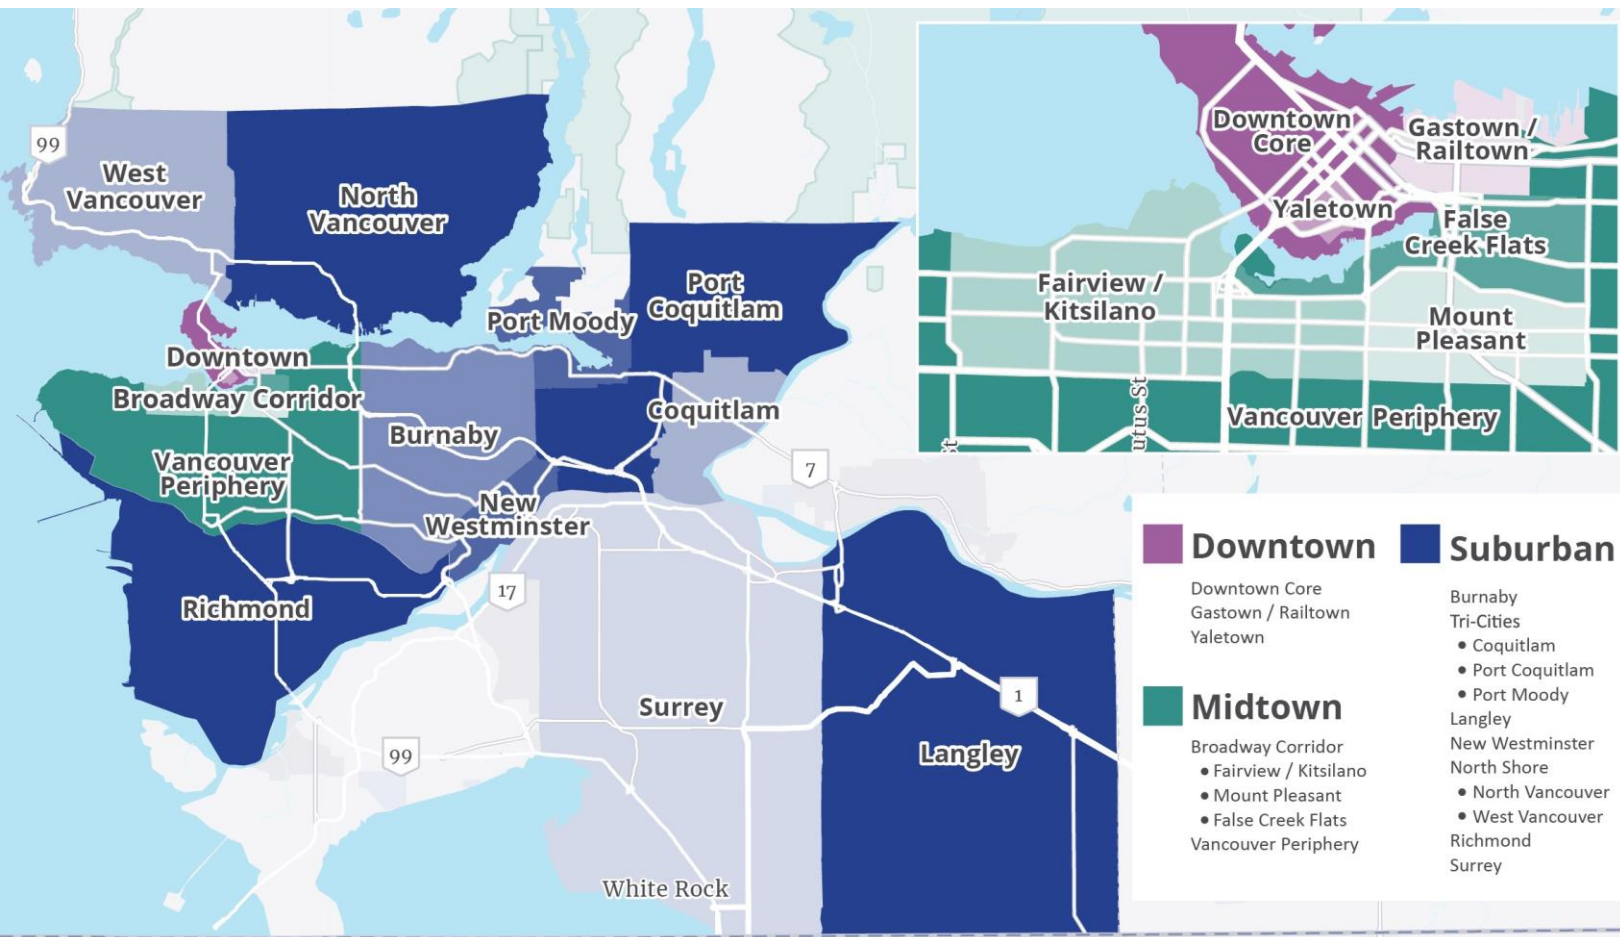 99
West
Vancouver
North
Vancouver
Port
Coquitlam
Port Moody
Downtown
Broadway Corridor
Burnaby
Coquitlam
Vancouver
Periphery
New
Westminster
7
17
Richmond
Surrey
1
99
Langley
White Rock
Downtown
Core
Gastown /
Railtown
Yaletown
False
Creek Flats
Fairview /
Kitsilano
Mount
Pleasant
Vancouver Periphery
utus St
Downtown
Downtown Core
Gastown / Railtown
Yaletown
Midtown
Broadway Corridor
• Fairview / Kitsilano
• Mount Pleasant
• False Creek Flats
Vancouver Periphery
Suburban
Burnaby
Tri-Cities
• Coquitlam
• Port Coquitlam
• Port Moody
Langley
New Westminster
North Shore
• North Vancouver
• West Vancouver
Richmond
Surrey